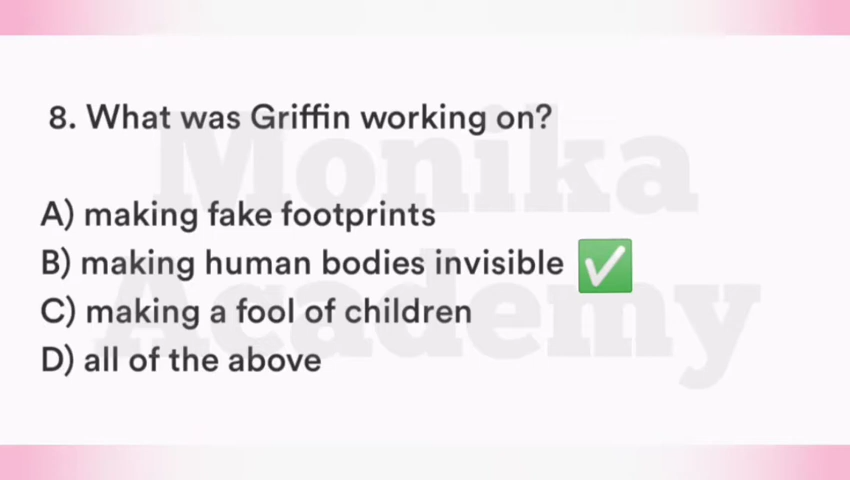 8. What was Griffin working on?
A) making fake footprints
B) making human bodies invisible ✅
C) making a fool of children
D) all of the above
Monika
Academy